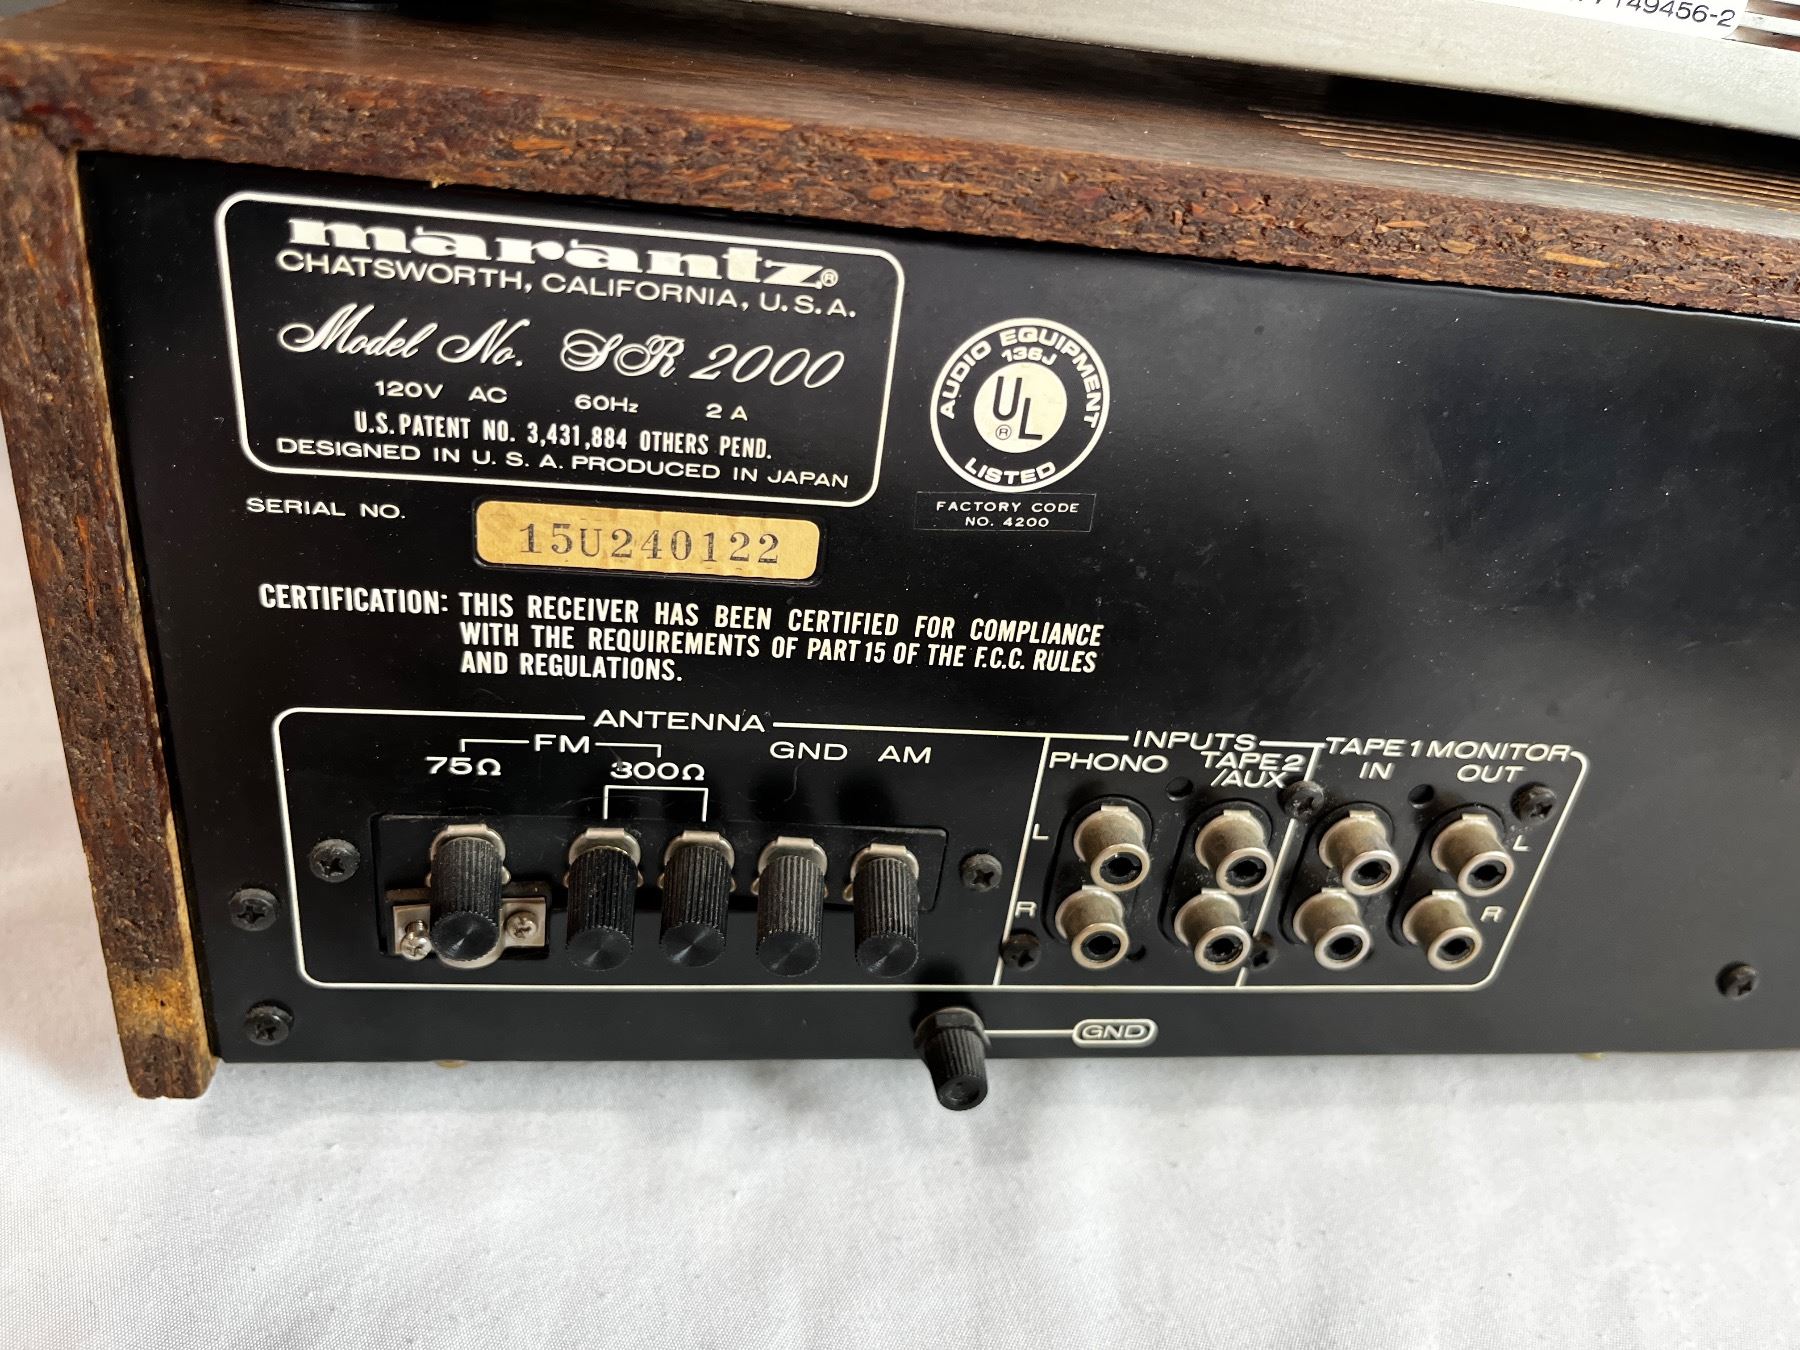 149456-2
marantz®
CHATSWORTH, CALIFORNIA, U.S.A.
Model No. SR 2000
120V AC 60Hz 2 A
U.S. PATENT NO. 3,431,884 OTHERS PEND.
DESIGNED IN U.S.A. PRODUCED IN JAPAN
AUDIO EQUIPMENT
136J
UL
®
LISTED
FACTORY CODE
NO. 4200
SERIAL NO. 15U240122
CERTIFICATION: THIS RECEIVER HAS BEEN CERTIFIED FOR COMPLIANCE
WITH THE REQUIREMENTS OF PART 15 OF THE F.C.C. RULES
AND REGULATIONS.
ANTENNA
FM
75Ω 300Ω GND AM
INPUTS
PHONO TAPE 2
/AUX
TAPE 1 MONITOR
IN OUT
L L
R R
GND